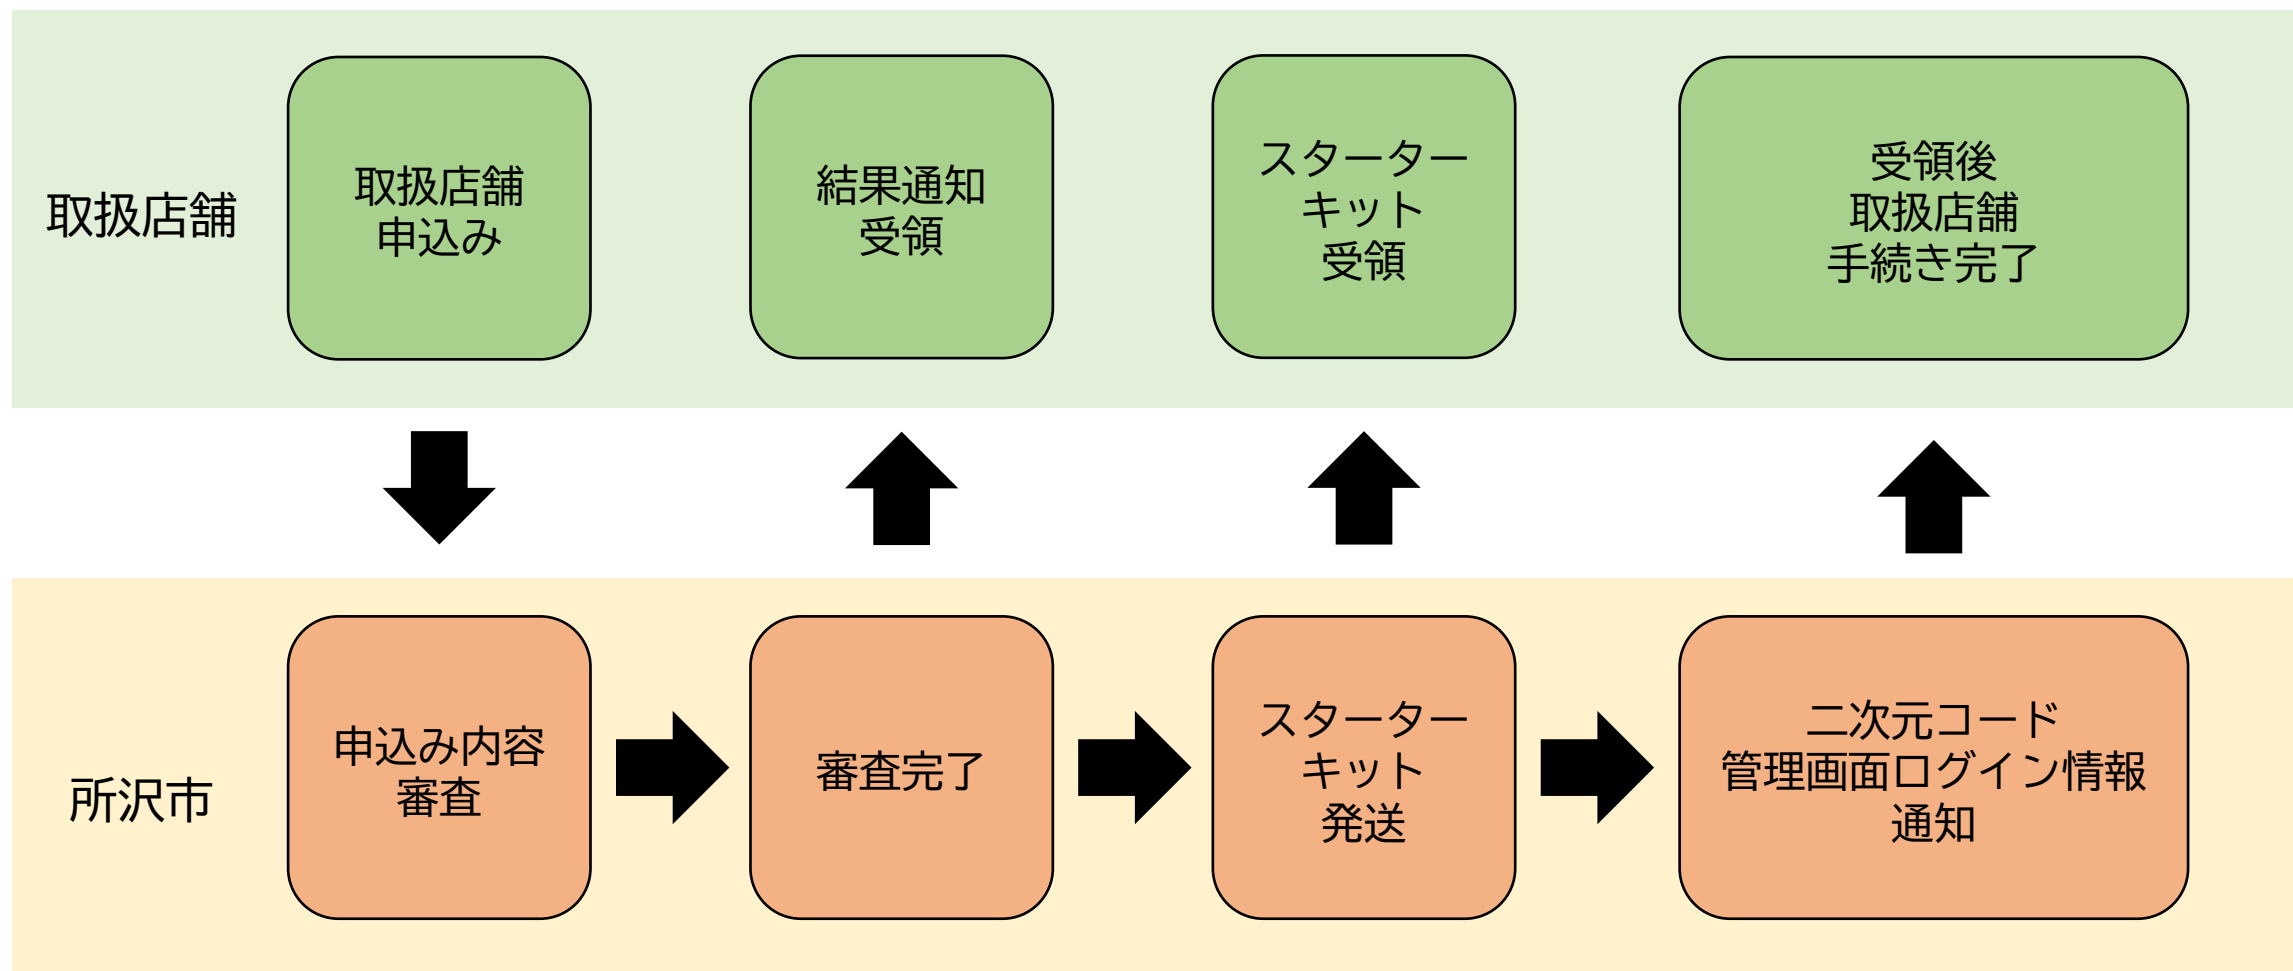 取扱店舗
取扱店舗
申込み
結果通知
受領
スターター
キット
受領
受領後
取扱店舗
手続き完了
所沢市
申込み内容
審査
審査完了
スターター
キット
発送
二次元コード
管理画面ログイン情報
通知